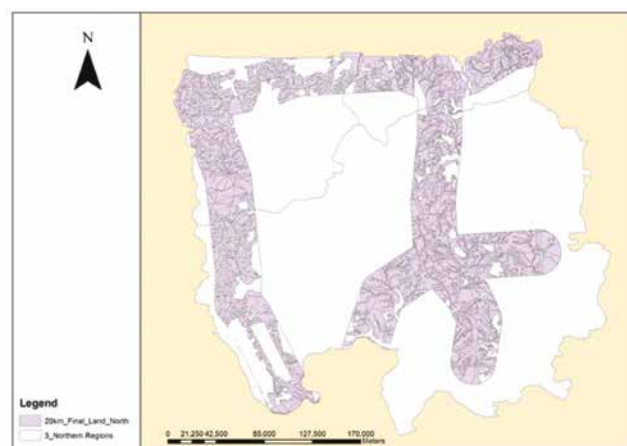 N
Legend
20km_Final_Land_North
3_Northern Regions
0 21,250 42,500 85,000 127,500 170,000
Meters